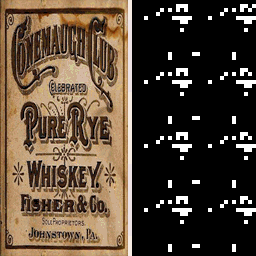 CONEMAUGH CLUB
CELEBRATED
PURE RYE
WHISKEY
FISHER & CO.
SOLE PROPRIETORS.
JOHNSTOWN, PA.